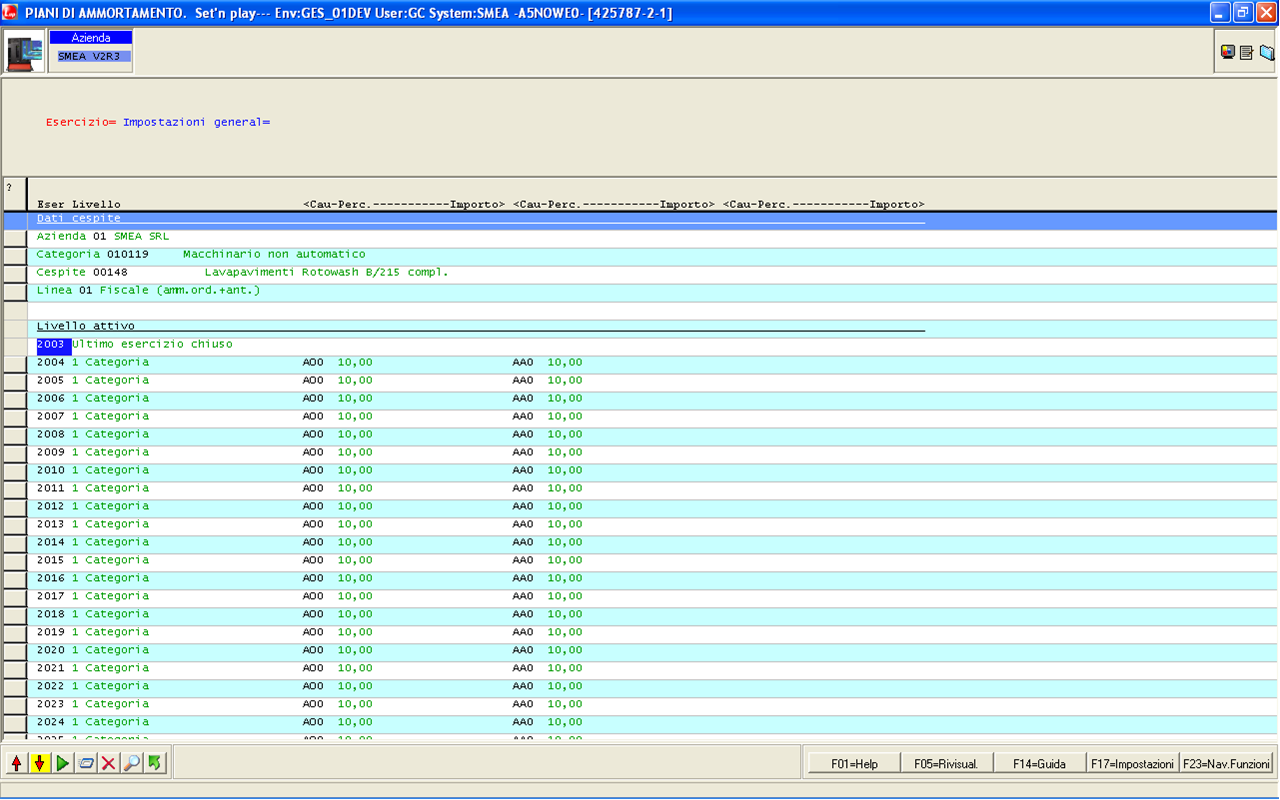 PIANI DI AMMORTAMENTO. Set'n play--- Env:GES_01DEV User:GC System:SMEA -A5NOWE0- [425787-2-1]
Azienda
SMEA V2R3
Esercizio= Impostazioni general=
?
Eser Livello <Cau-Perc.-----------Importo> <Cau-Perc.-----------Importo> <Cau-Perc.-----------Importo>
Dati cespite
Azienda 01 SMEA SRL
Categoria 010119 Macchinario non automatico
Cespite 00148 Lavapavimenti Rotowash B/215 compl.
Linea 01 Fiscale (amm.ord.+ant.)
Livello attivo
2003 Ultimo esercizio chiuso
2004 1 Categoria AO0 10,00 AA0 10,00
2005 1 Categoria AO0 10,00 AA0 10,00
2006 1 Categoria AO0 10,00 AA0 10,00
2007 1 Categoria AO0 10,00 AA0 10,00
2008 1 Categoria AO0 10,00 AA0 10,00
2009 1 Categoria AO0 10,00 AA0 10,00
2010 1 Categoria AO0 10,00 AA0 10,00
2011 1 Categoria AO0 10,00 AA0 10,00
2012 1 Categoria AO0 10,00 AA0 10,00
2013 1 Categoria AO0 10,00 AA0 10,00
2014 1 Categoria AO0 10,00 AA0 10,00
2015 1 Categoria AO0 10,00 AA0 10,00
2016 1 Categoria AO0 10,00 AA0 10,00
2017 1 Categoria AO0 10,00 AA0 10,00
2018 1 Categoria AO0 10,00 AA0 10,00
2019 1 Categoria AO0 10,00 AA0 10,00
2020 1 Categoria AO0 10,00 AA0 10,00
2021 1 Categoria AO0 10,00 AA0 10,00
2022 1 Categoria AO0 10,00 AA0 10,00
2023 1 Categoria AO0 10,00 AA0 10,00
2024 1 Categoria AO0 10,00 AA0 10,00
F01=Help F05=Rivisual. F14=Guida F17=Impostazioni F23=Nav.Funzioni